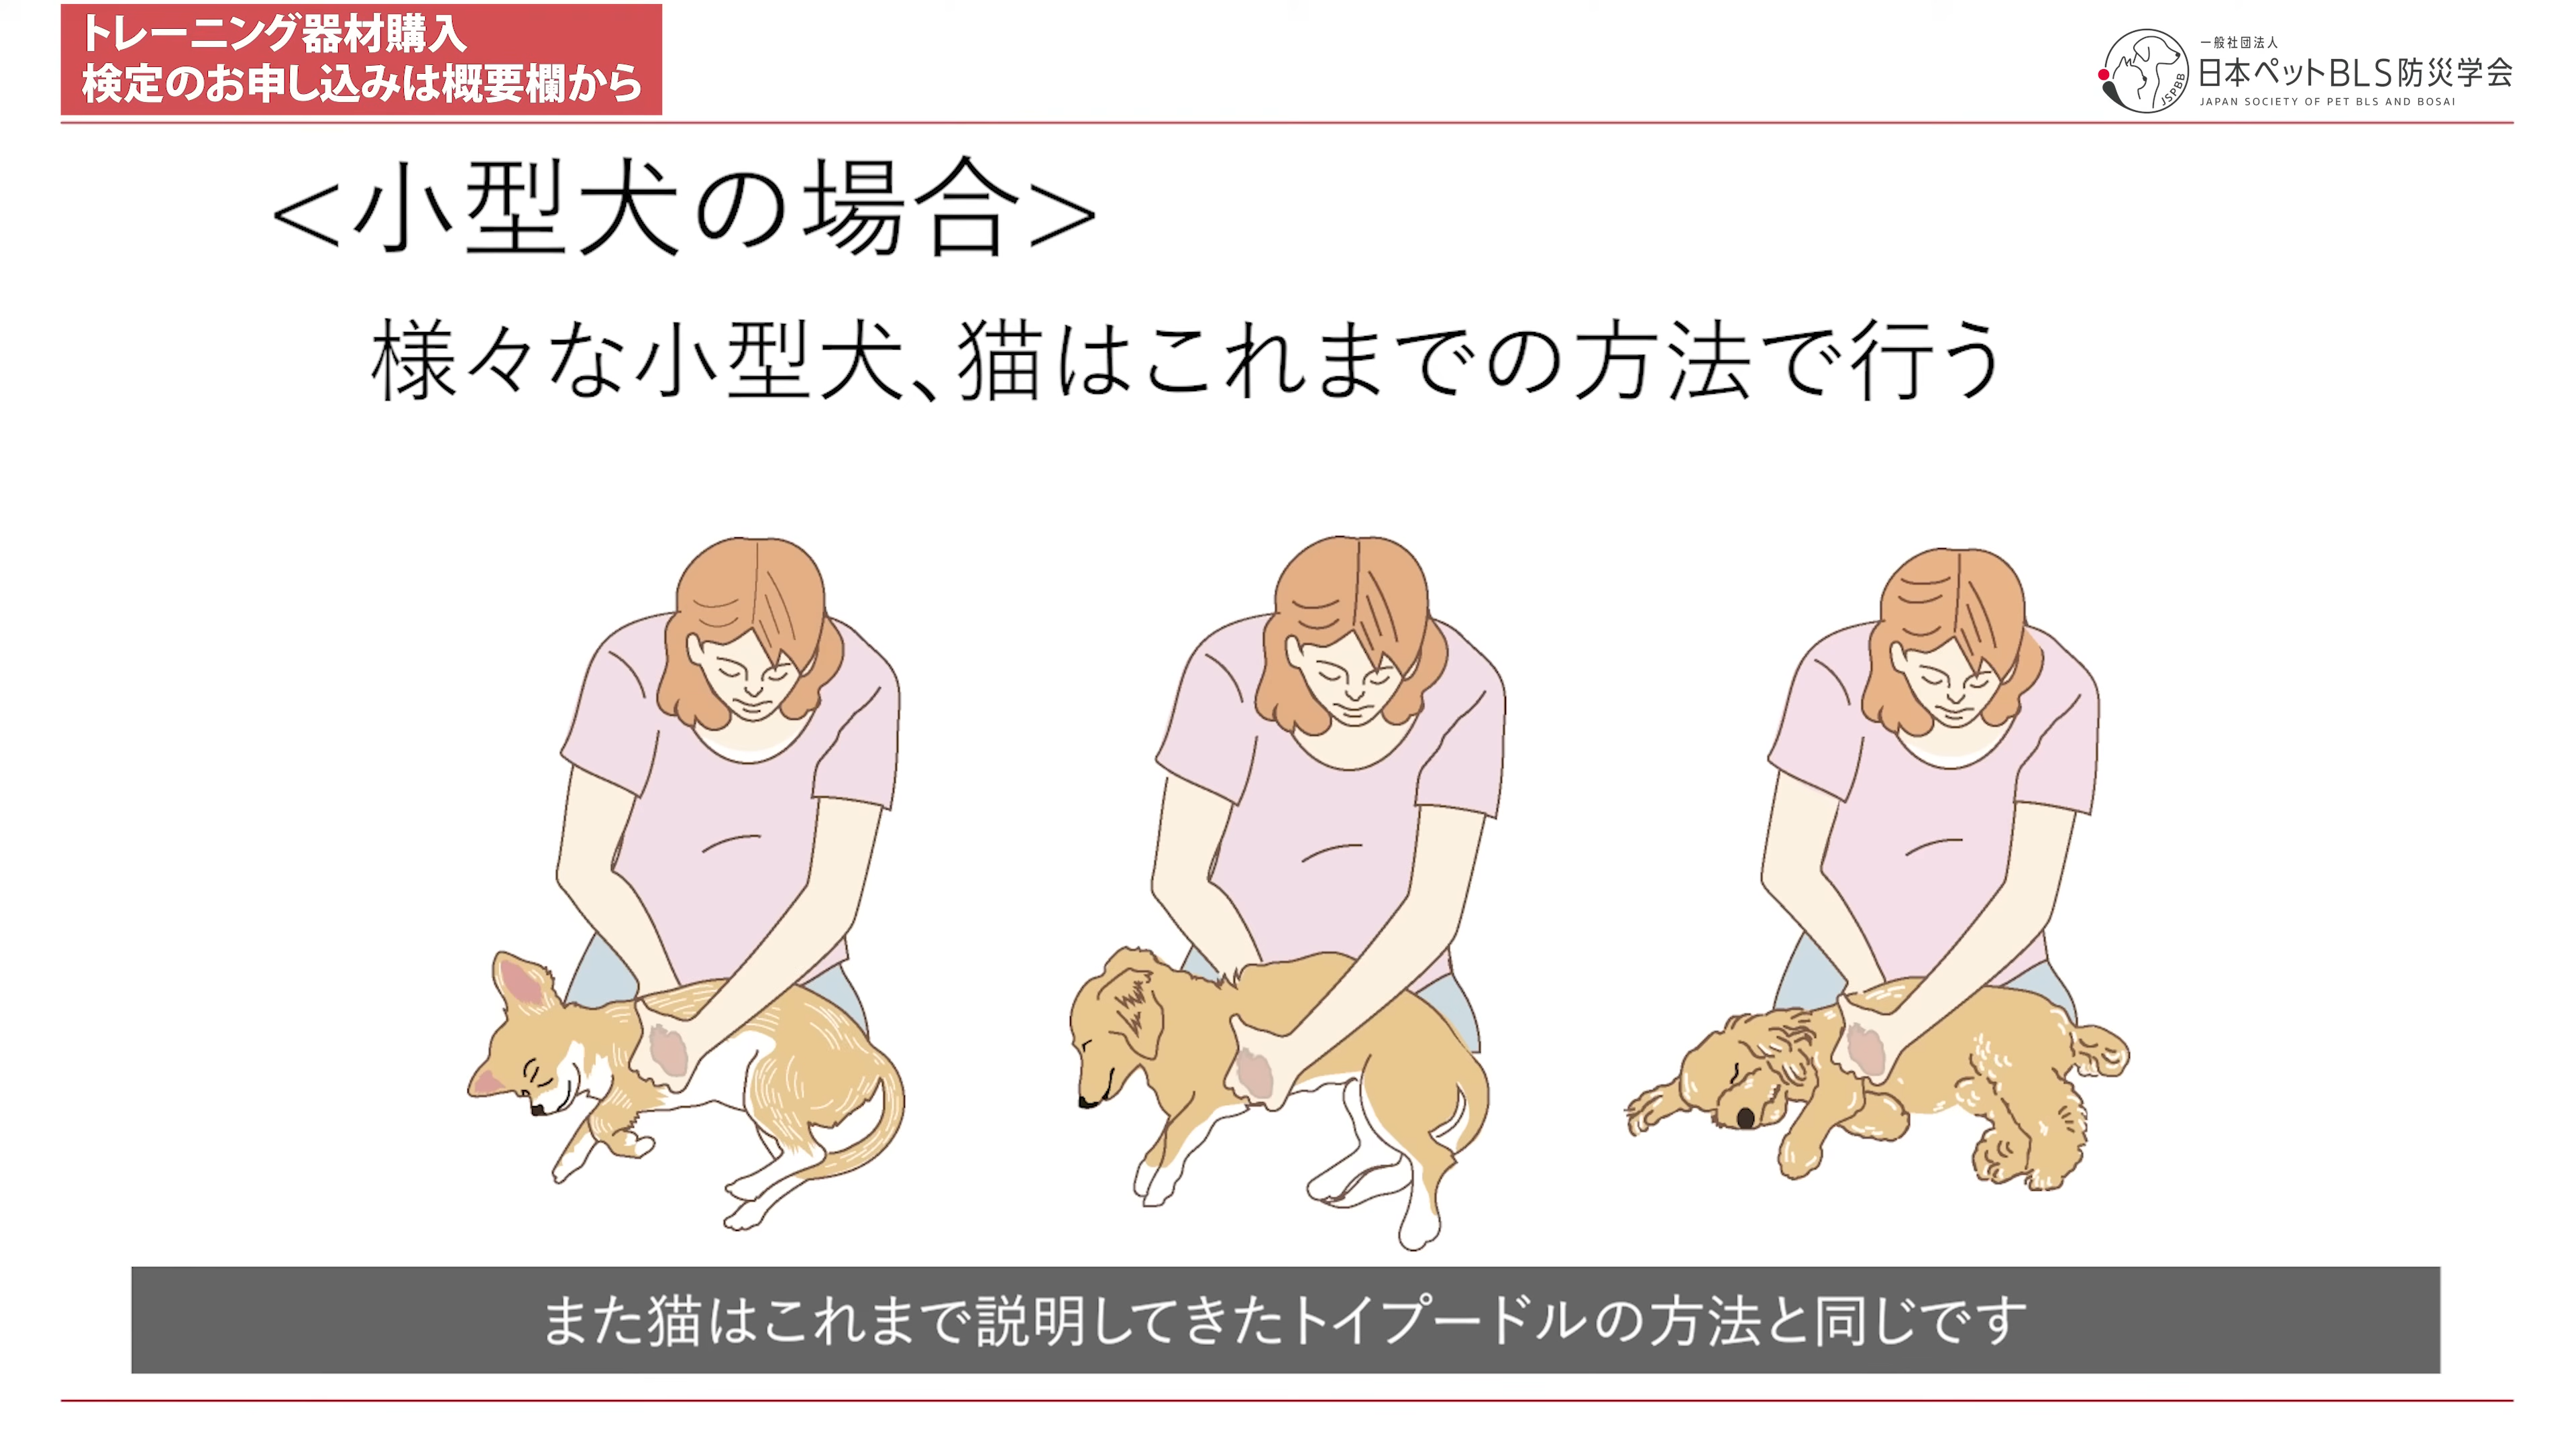 トレーニング器材購入
検定のお申し込みは概要欄から
一般社団法人
日本ペットBLS防災学会
JAPAN SOCIETY OF PET BLS AND BOSAI
JSPBB
<小型犬の場合>
様々な小型犬、猫はこれまでの方法で行う
また猫はこれまで説明してきたトイプードルの方法と同じです